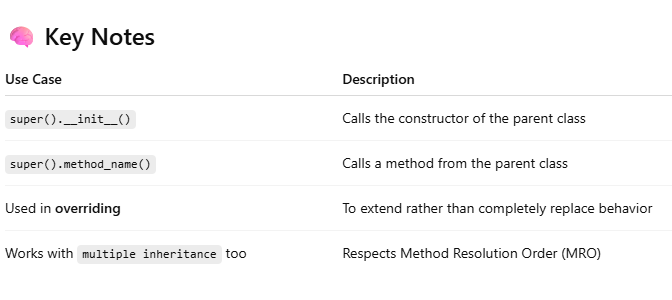 🧠 Key Notes
Use Case Description
super().__init__() Calls the constructor of the parent class
super().method_name() Calls a method from the parent class
Used in overriding To extend rather than completely replace behavior
Works with multiple inheritance too Respects Method Resolution Order (MRO)